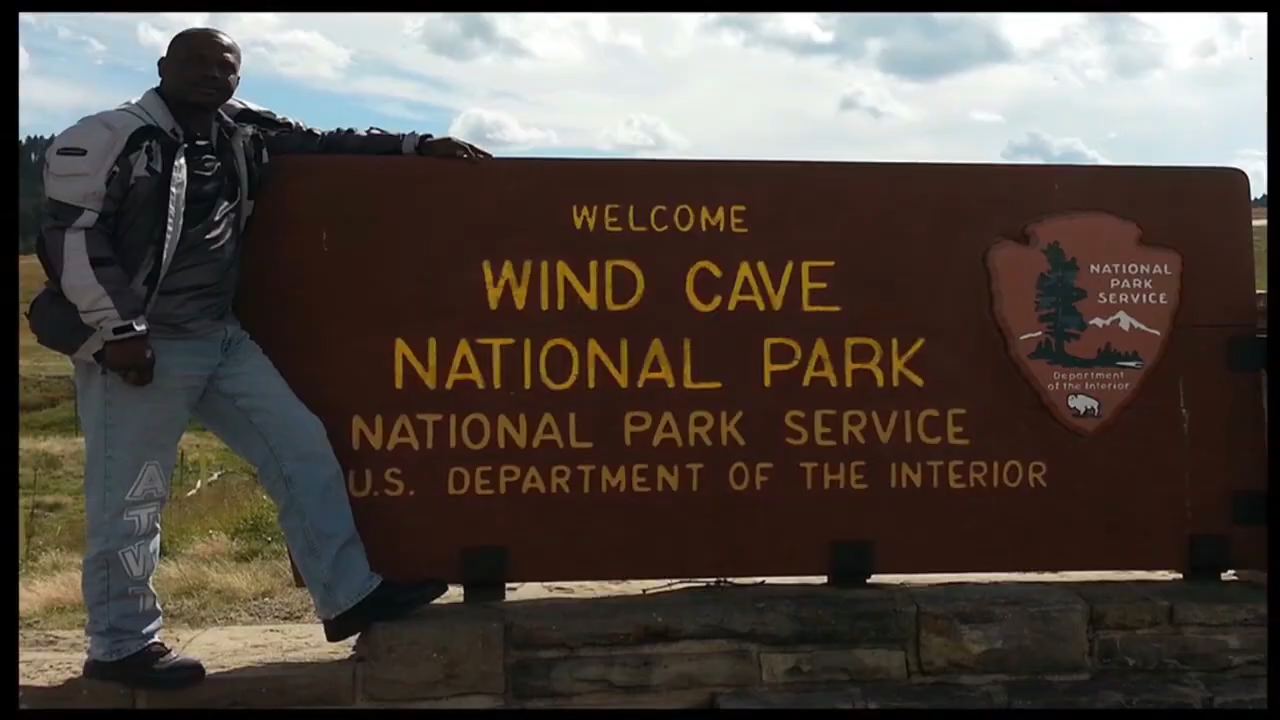 WELCOME
WIND CAVE
NATIONAL PARK
NATIONAL PARK SERVICE
U.S. DEPARTMENT OF THE INTERIOR
NATIONAL
PARK
SERVICE
Department
of the Interior